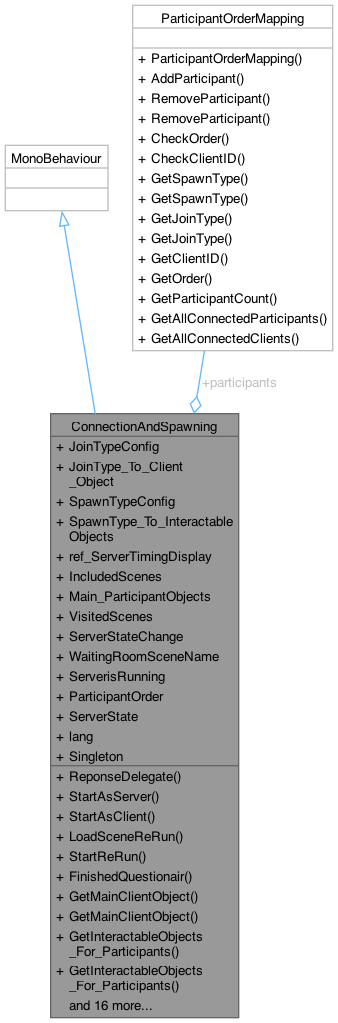 ParticipantOrderMapping
+ ParticipantOrderMapping()
+ AddParticipant()
+ RemoveParticipant()
+ RemoveParticipant()
+ CheckOrder()
+ CheckClientID()
+ GetSpawnType()
+ GetSpawnType()
+ GetJoinType()
+ GetJoinType()
+ GetClientID()
+ GetOrder()
+ GetParticipantCount()
+ GetAllConnectedParticipants()
+ GetAllConnectedClients()
MonoBehaviour
+participants
ConnectionAndSpawning
+ JoinTypeConfig
+ JoinType_To_Client
_Object
+ SpawnTypeConfig
+ SpawnType_To_Interactable
Objects
+ ref_ServerTimingDisplay
+ IncludedScenes
+ Main_ParticipantObjects
+ VisitedScenes
+ ServerStateChange
+ WaitingRoomSceneName
+ ServerisRunning
+ ParticipantOrder
+ ServerState
+ lang
+ Singleton
+ ReponseDelegate()
+ StartAsServer()
+ StartAsClient()
+ LoadSceneReRun()
+ StartReRun()
+ FinishedQuestionair()
+ GetMainClientObject()
+ GetMainClientObject()
+ GetInteractableObjects
_For_Participants()
+ GetInteractableObjects
_For_Participants()
and 16 more...